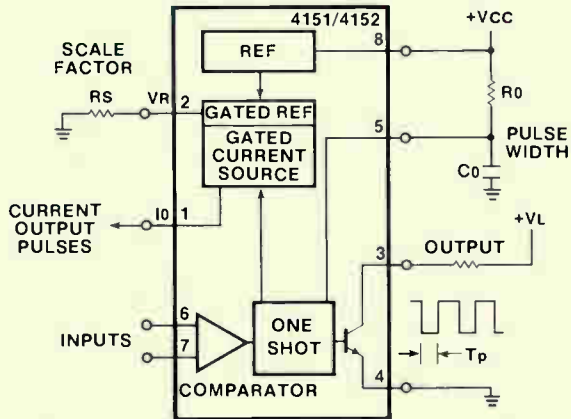 4151/4152
+VCC
SCALE
FACTOR
REF
8
RS
VR
2
GATED REF
R0
GATED
CURRENT
SOURCE
5
PULSE
WIDTH
C0
CURRENT
OUTPUT
PULSES
I0
1
+VL
3
OUTPUT
INPUTS
6
7
ONE
SHOT
Tp
4
COMPARATOR